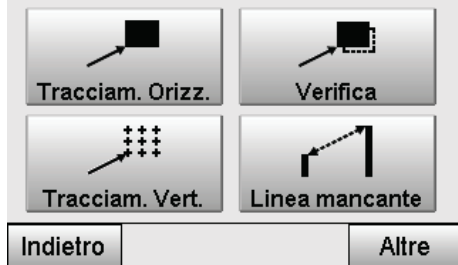 Tracciam. Orizz.
Verifica
Tracciam. Vert.
Linea mancante
Indietro
Altre